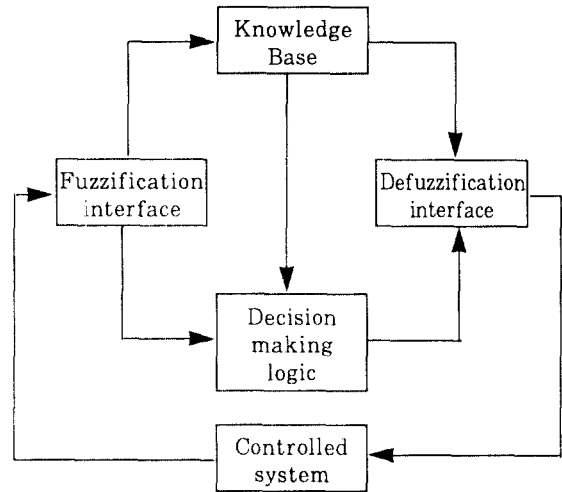 Knowledge
Base
Fuzzification
interface
Defuzzification
interface
Decision
making
logic
Controlled
system